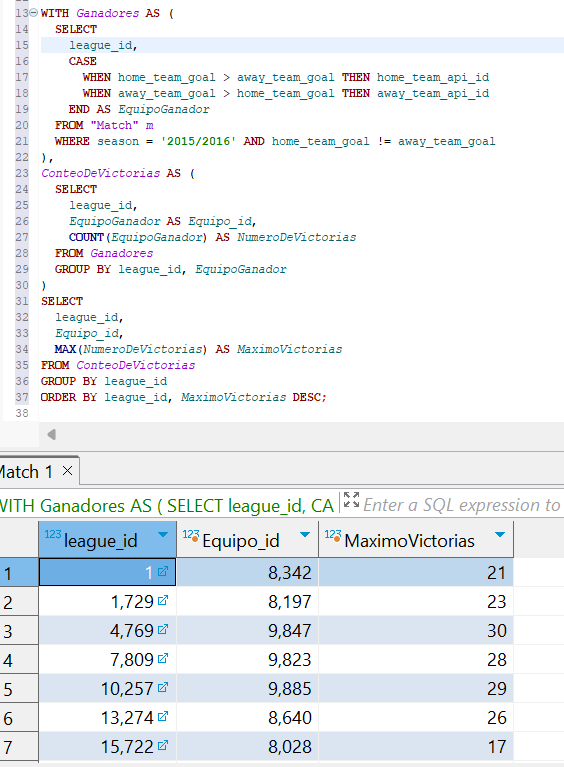 13 WITH Ganadores AS (
14 SELECT
15 league_id,
16 CASE
17 WHEN home_team_goal > away_team_goal THEN home_team_api_id
18 WHEN away_team_goal > home_team_goal THEN away_team_api_id
19 END AS EquipoGanador
20 FROM "Match" m
21 WHERE season = '2015/2016' AND home_team_goal != away_team_goal
22 ),
23 ConteoDeVictorias AS (
24 SELECT
25 league_id,
26 EquipoGanador AS Equipo_id,
27 COUNT(EquipoGanador) AS NumeroDeVictorias
28 FROM Ganadores
29 GROUP BY league_id, EquipoGanador
30 )
31 SELECT
32 league_id,
33 Equipo_id,
34 MAX(NumeroDeVictorias) AS MaximoVictorias
35 FROM ConteoDeVictorias
36 GROUP BY league_id
37 ORDER BY league_id, MaximoVictorias DESC;
38
Match 1
WITH Ganadores AS ( SELECT league_id, CA Enter a SQL expression to
123 league_id 123 Equipo_id 123 MaximoVictorias
1 1 8,342 21
2 1,729 8,197 23
3 4,769 9,847 30
4 7,809 9,823 28
5 10,257 9,885 29
6 13,274 8,640 26
7 15,722 8,028 17